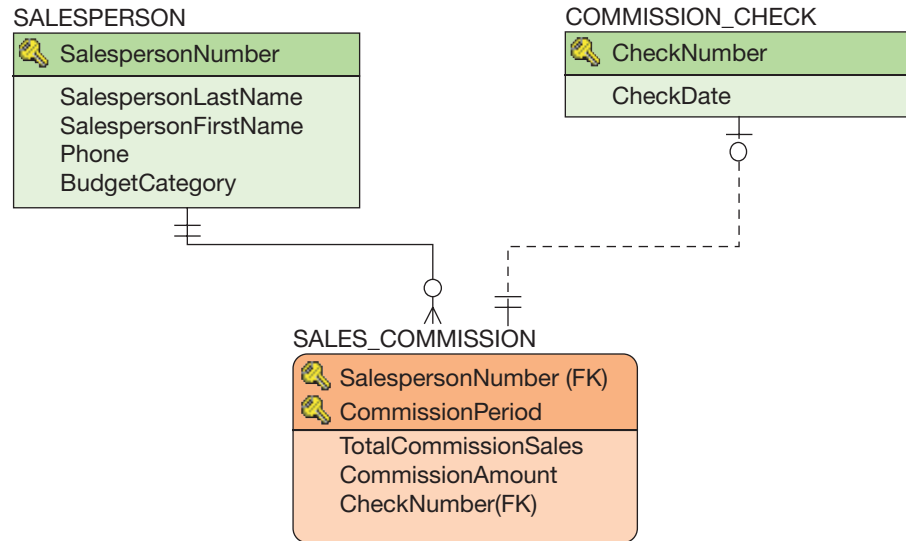 SALESPERSON
SalespersonNumber
SalespersonLastName
SalespersonFirstName
Phone
BudgetCategory
COMMISSION_CHECK
CheckNumber
CheckDate
SALES_COMMISSION
SalespersonNumber (FK)
CommissionPeriod
TotalCommissionSales
CommissionAmount
CheckNumber(FK)